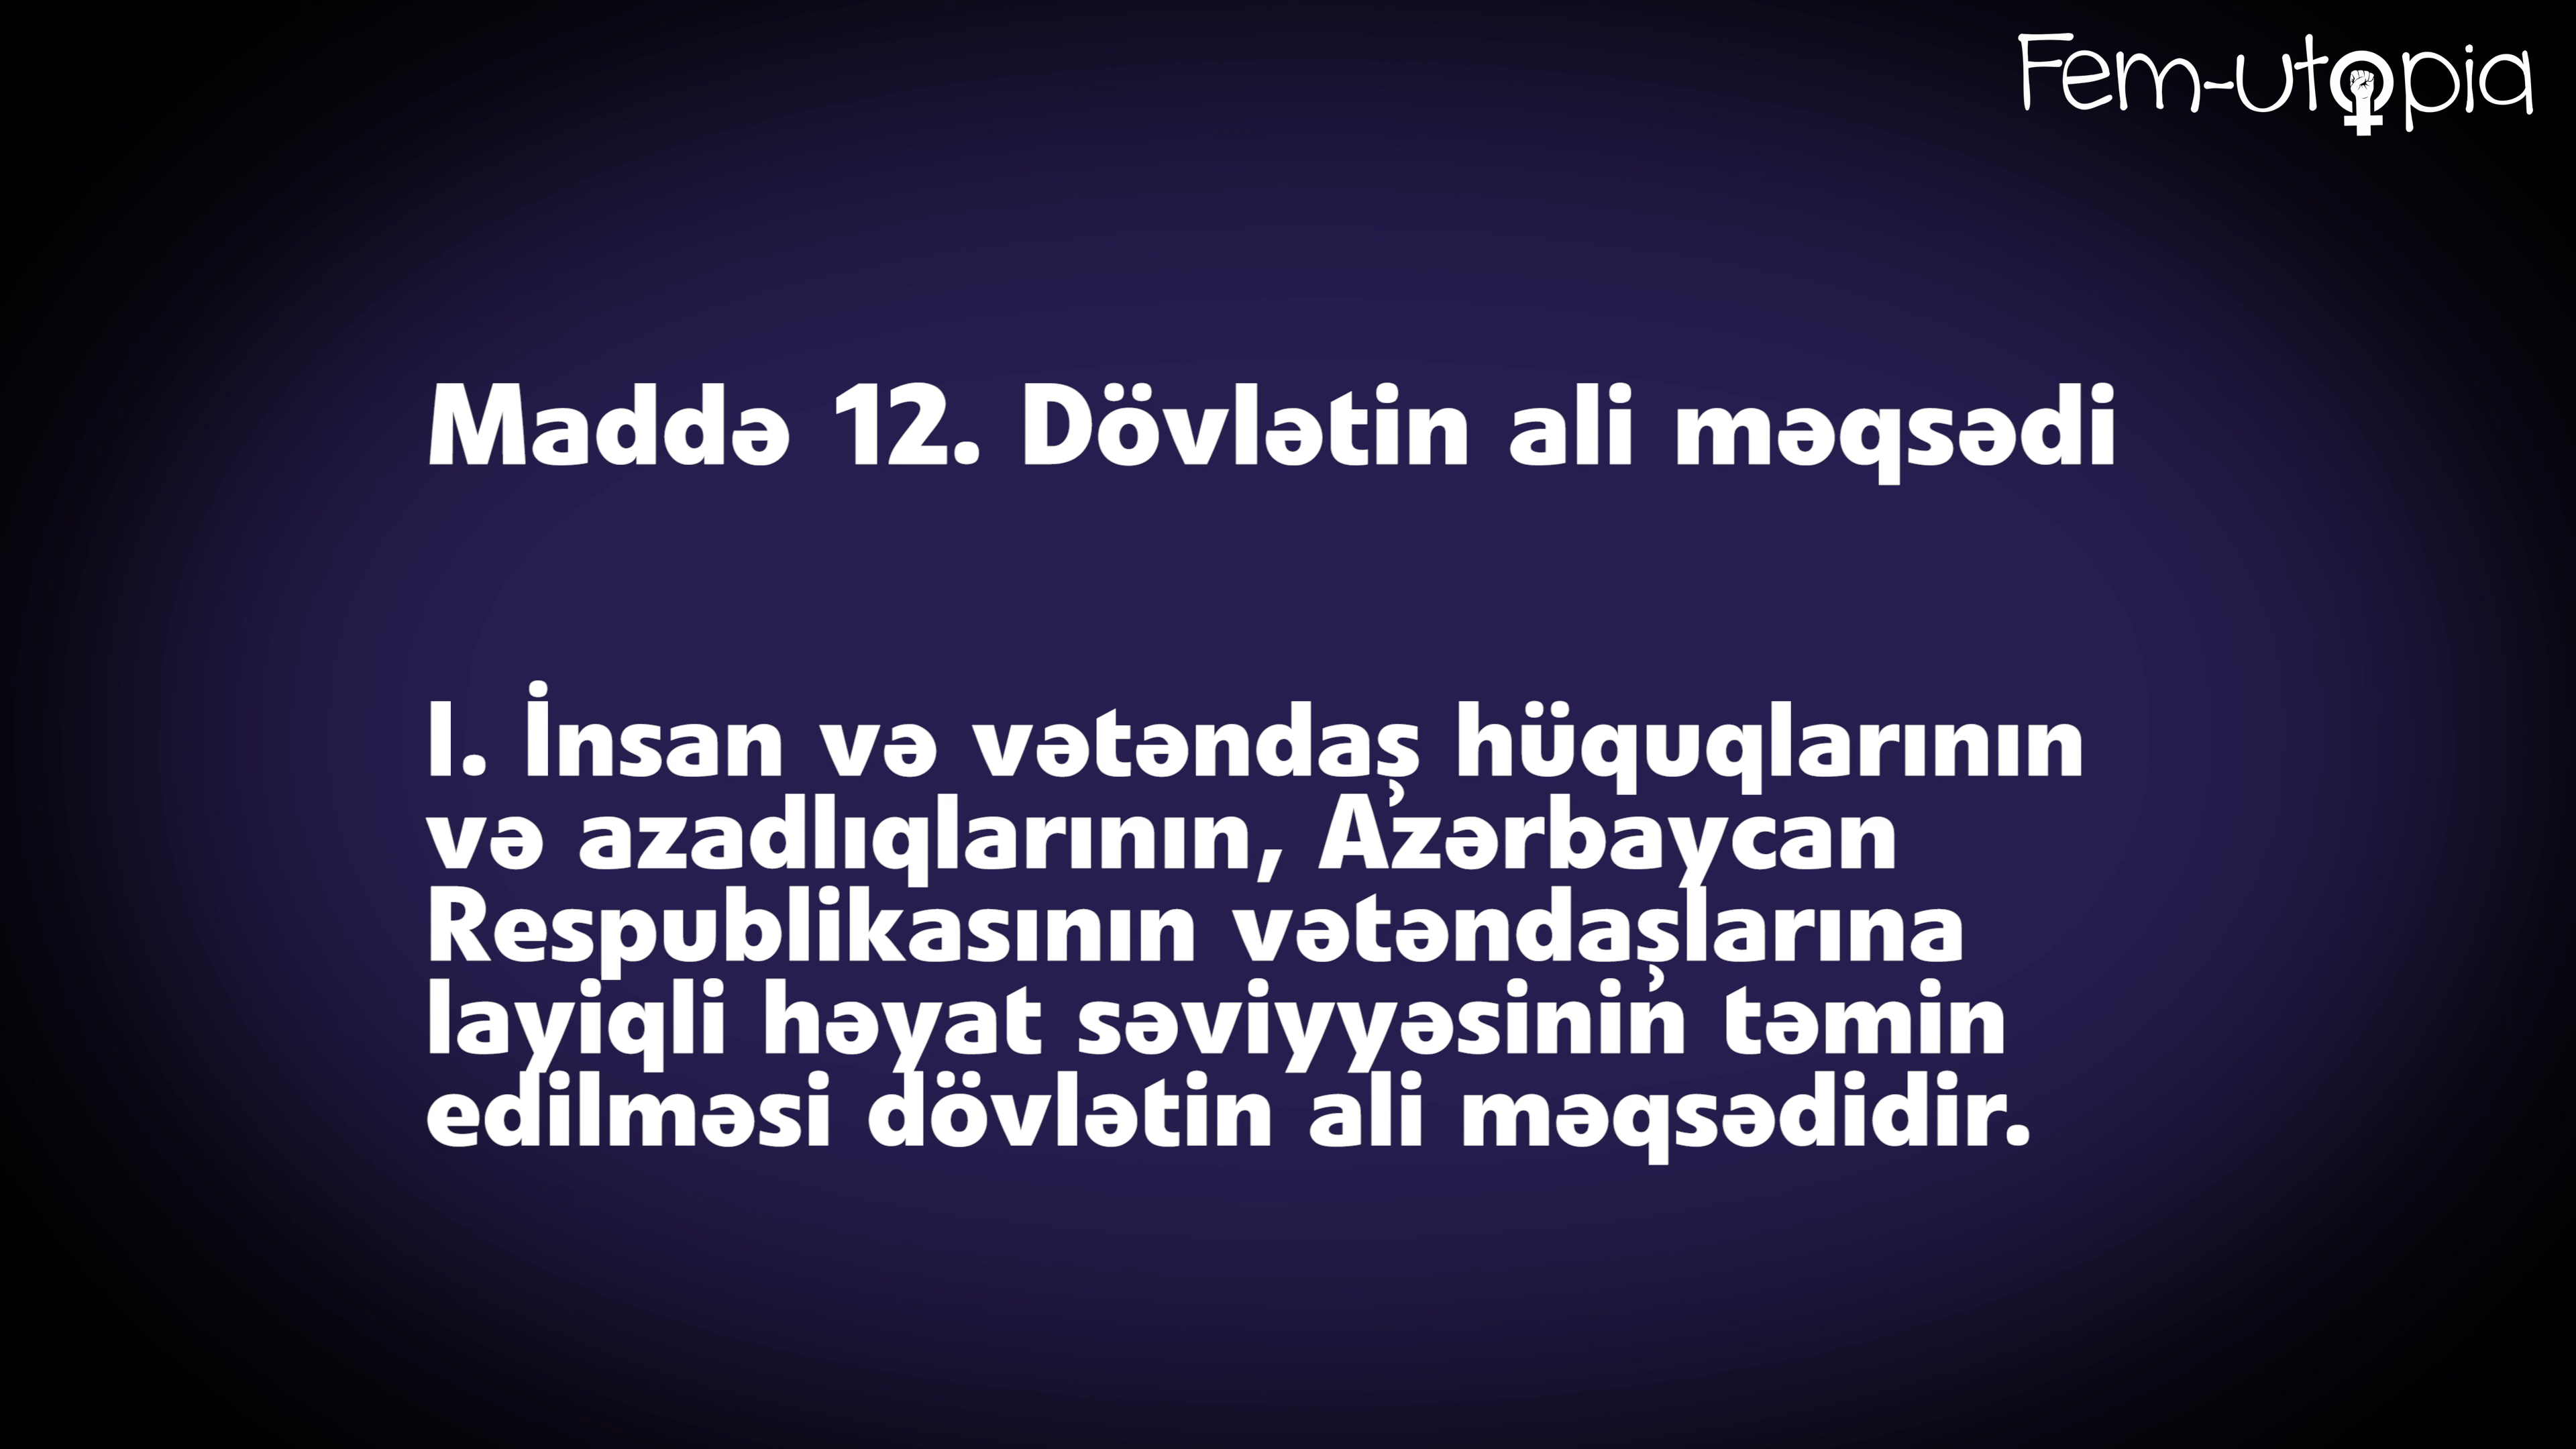 Fem-utopia
Maddə 12. Dövlətin ali məqsədi
I. İnsan və vətəndaş hüquqlarının
və azadlıqlarının, Azərbaycan
Respublikasının vətəndaşlarına
layiqli həyat səviyyəsinin təmin
edilməsi dövlətin ali məqsədidir.